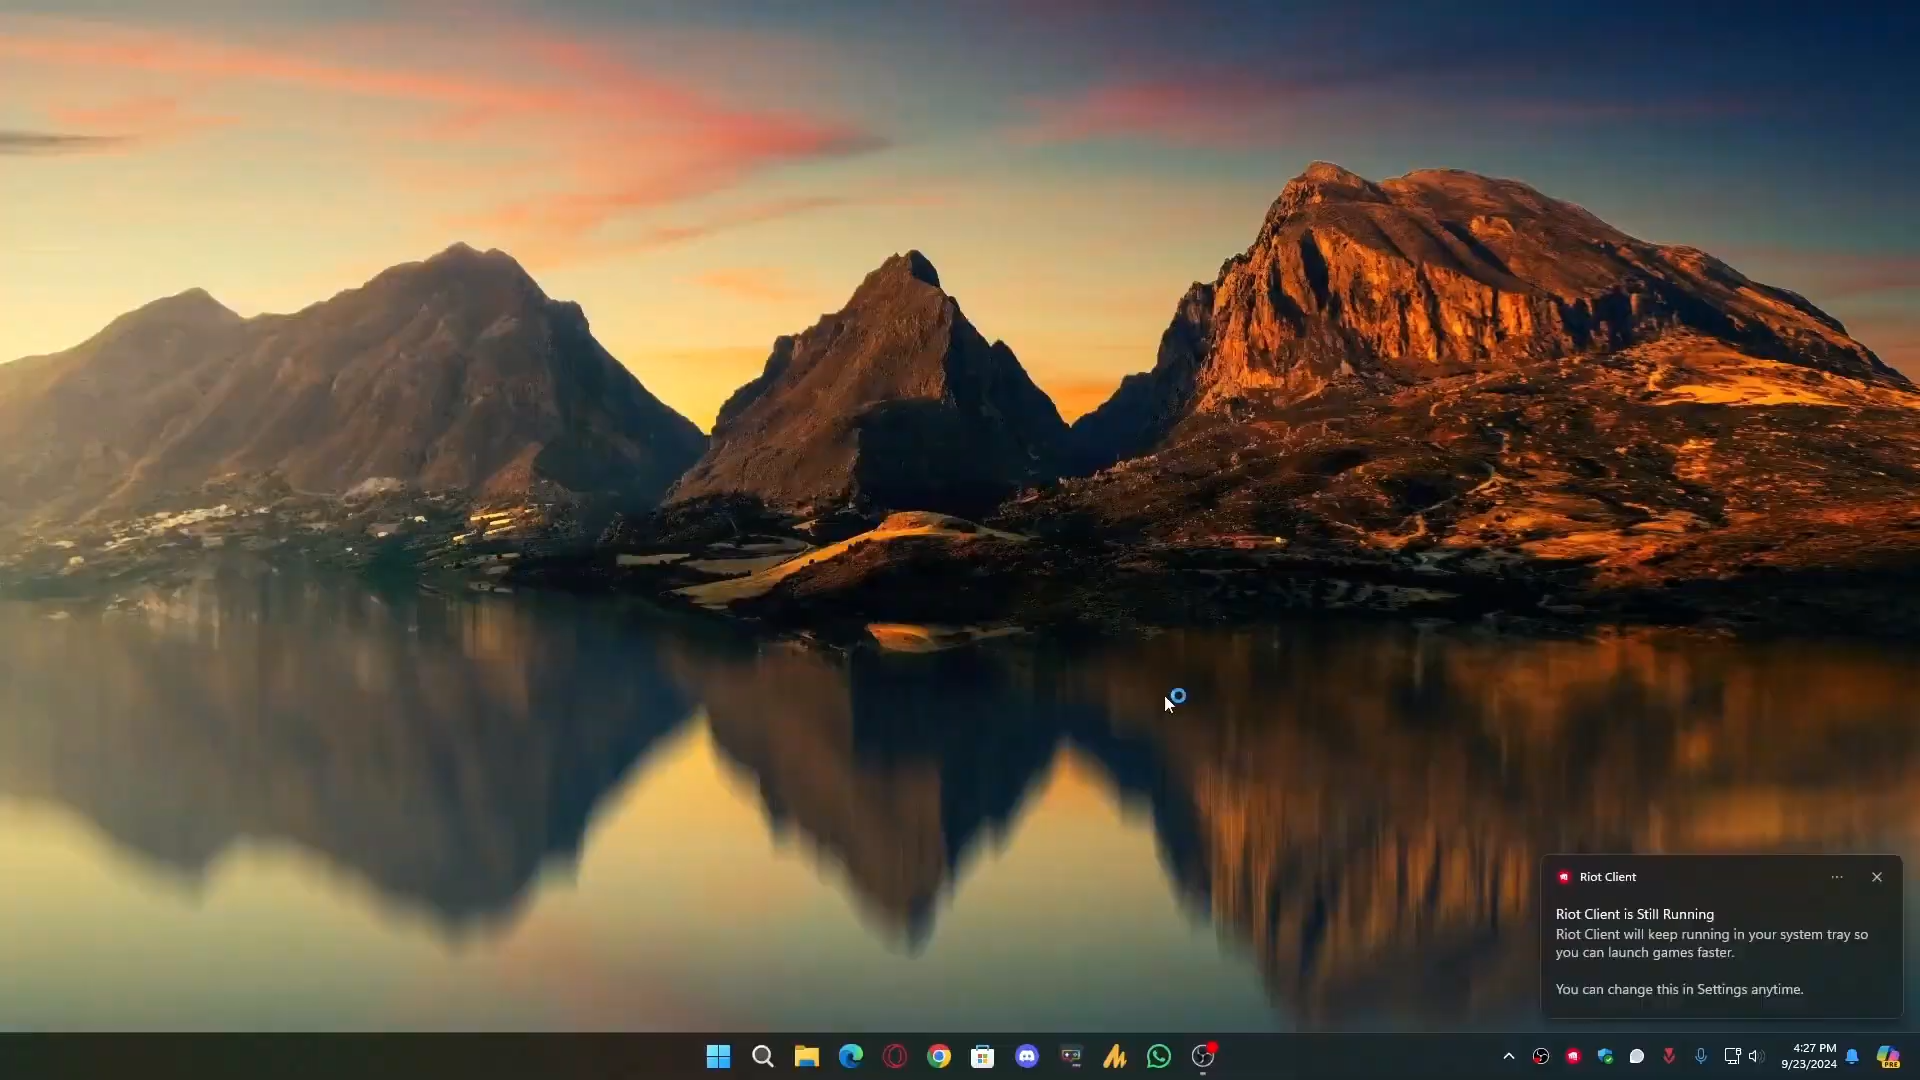 Riot Client
Riot Client is Still Running
Riot Client will keep running in your system tray so
you can launch games faster.
You can change this in Settings anytime.
4:27 PM
9/23/2024
PRE